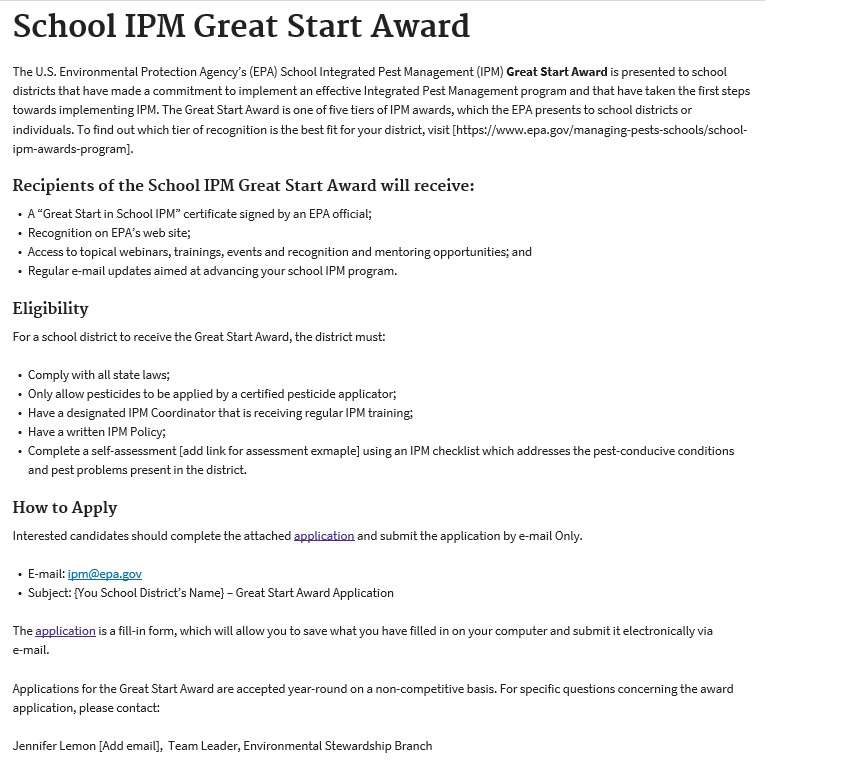 School IPM Great Start Award
The U.S. Environmental Protection Agency's (EPA) School Integrated Pest Management (IPM) Great Start Award is presented to school
districts that have made a commitment to implement an effective Integrated Pest Management program and that have taken the first steps
towards implementing IPM. The Great Start Award is one of five tiers of IPM awards, which the EPA presents to school districts or
individuals. To find out which tier of recognition is the best fit for your district, visit [https://www.epa.gov/managing-pests-schools/school-
ipm-awards-program].
Recipients of the School IPM Great Start Award will receive:
• A “Great Start in School IPM” certificate signed by an EPA official;
• Recognition on EPA's web site;
• Access to topical webinars, trainings, events and recognition and mentoring opportunities; and
• Regular e-mail updates aimed at advancing your school IPM program.
Eligibility
For a school district to receive the Great Start Award, the district must:
• Comply with all state laws;
• Only allow pesticides to be applied by a certified pesticide applicator;
• Have a designated IPM Coordinator that is receiving regular IPM training;
• Have a written IPM Policy;
• Complete a self-assessment [add link for assessment exmaple] using an IPM checklist which addresses the pest-conducive conditions
and pest problems present in the district.
How to Apply
Interested candidates should complete the attached application and submit the application by e-mail Only.
• E-mail: ipm@epa.gov
• Subject: {You School District's Name} – Great Start Award Application
The application is a fill-in form, which will allow you to save what you have filled in on your computer and submit it electronically via
e-mail.
Applications for the Great Start Award are accepted year-round on a non-competitive basis. For specific questions concerning the award
application, please contact:
Jennifer Lemon [Add email], Team Leader, Environmental Stewardship Branch